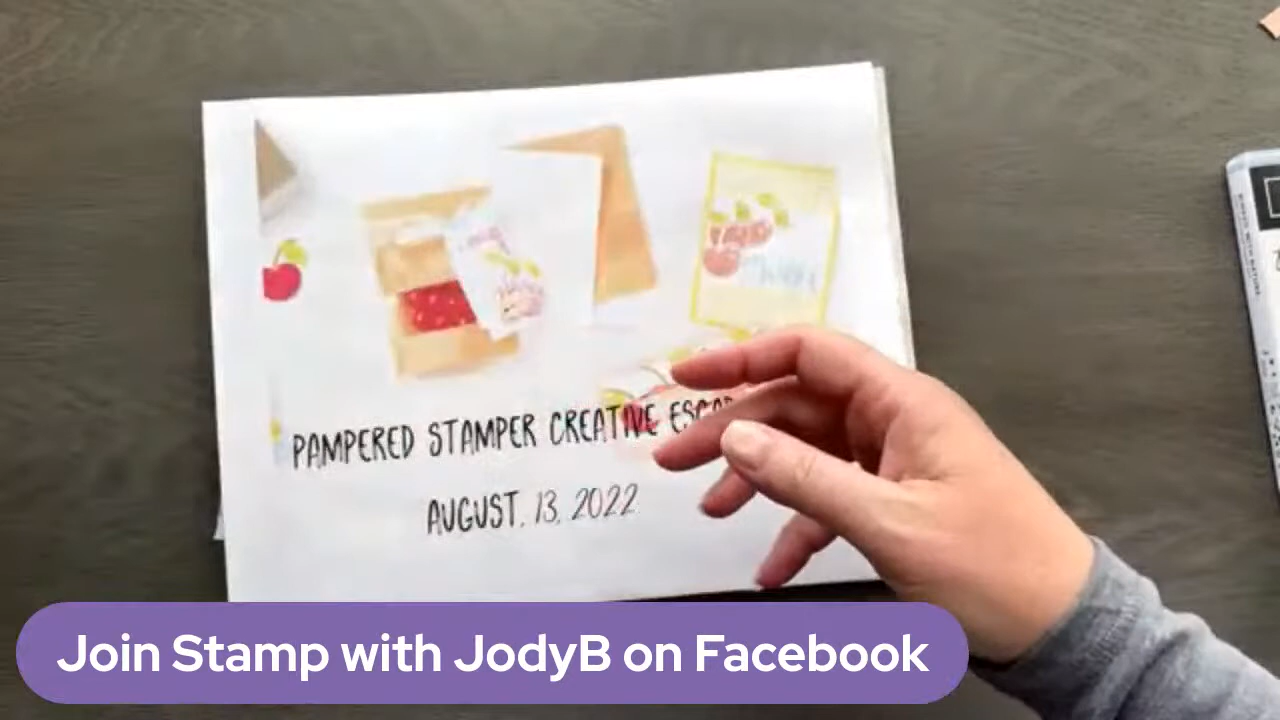 PAMPERED STAMPER CREATIVE
AUGUST, 13, 2022
Join Stamp with JodyB on Facebook